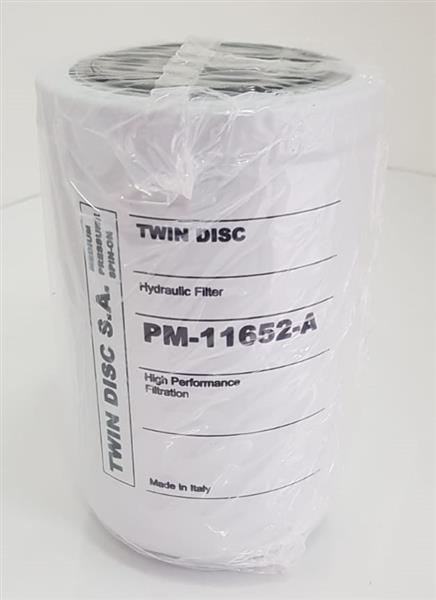 TWIN DISC
Hydraulic Filter
PM-11652-A
High Performance
Filtration
Made in Italy
TWIN DISC S.A.
MEDIUM
PRESSURE
SPIN-ON